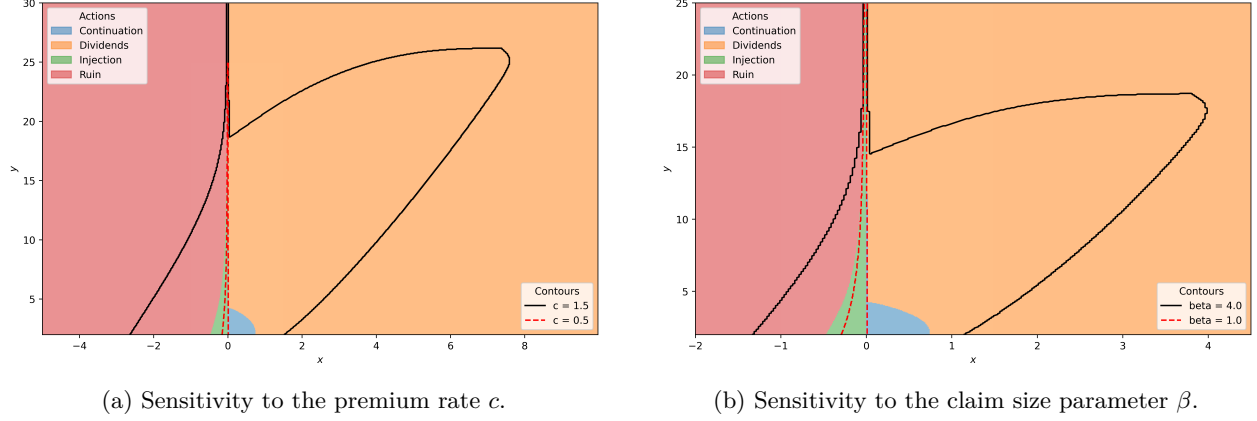 30
25
20
15
10
5
y
−4
−2
0
2
4
6
8
x
Actions
Continuation
Dividends
Injection
Ruin
Contours
c = 1.5
c = 0.5
(a) Sensitivity to the premium rate c.
25
20
15
10
5
y
−2
−1
0
1
2
3
4
x
Actions
Continuation
Dividends
Injection
Ruin
Contours
beta = 4.0
beta = 1.0
(b) Sensitivity to the claim size parameter β.